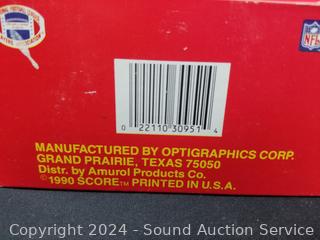 NFL
0 22110 30951 4
MANUFACTURED BY OPTIGRAPHICS CORP.
GRAND PRAIRIE, TEXAS 75050
Distr. by Amurol Products Co.
©1990 SCORE™ PRINTED IN U.S.A.
Copyright 2024 - Sound Auction Service